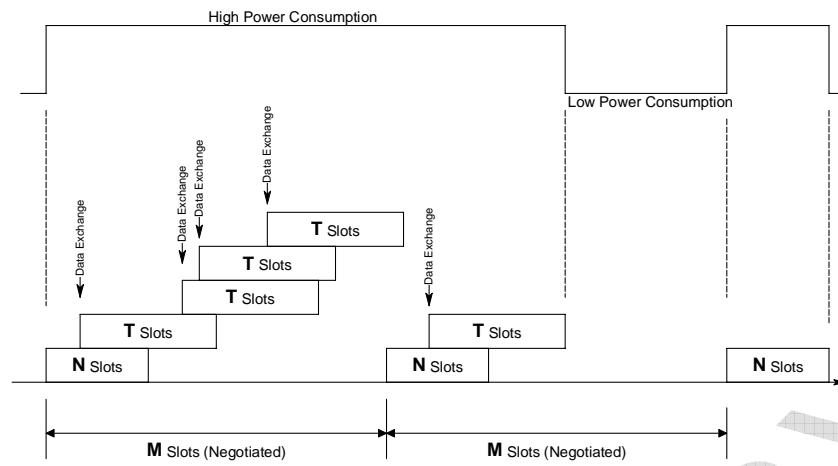 High Power Consumption
Low Power Consumption
Data Exchange
Data Exchange
Data Exchange
Data Exchange
Data Exchange
T Slots
T Slots
T Slots
T Slots
T Slots
N Slots
N Slots
N Slots
M Slots (Negotiated)
M Slots (Negotiated)